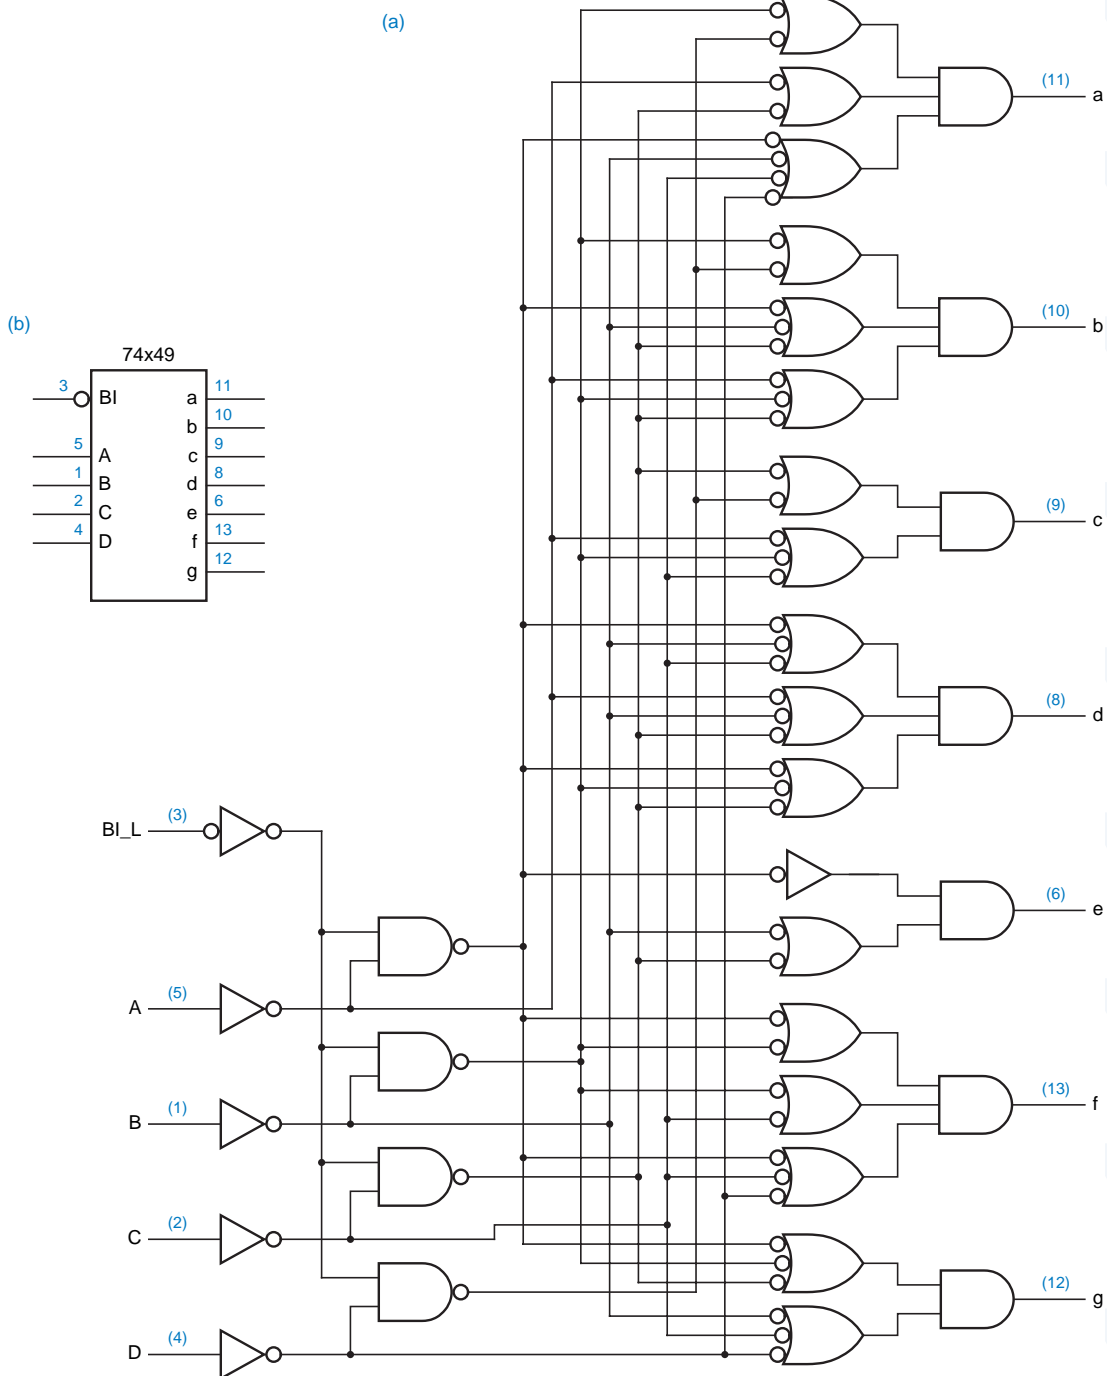 (a)
(11)
a
(10)
b
(b)
74x49
3
BI
a
11
b
10
5
A
c
9
1
B
d
8
2
C
e
6
4
D
f
13
g
12
(9)
c
(8)
d
BI_L
(3)
(6)
e
A
(5)
(13)
f
B
(1)
C
(2)
(12)
g
D
(4)